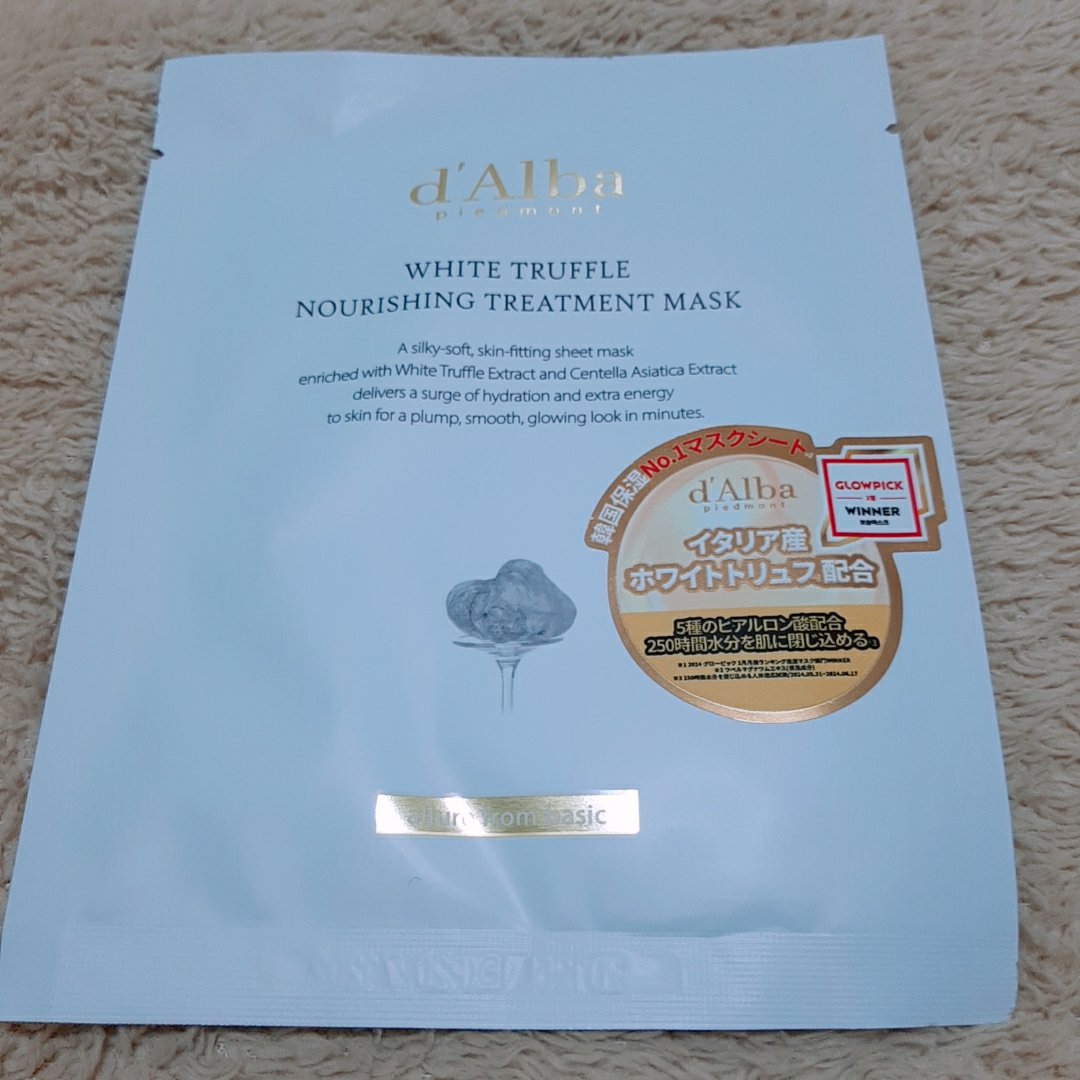 d'Alba
piedmont
WHITE TRUFFLE
NOURISHING TREATMENT MASK
A silky-soft, skin-fitting sheet mask
enriched with White Truffle Extract and Centella Asiatica Extract
delivers a surge of hydration and extra energy
to skin for a plump, smooth, glowing look in minutes.
韓国保湿No.1マスクシート
d'Alba
piedmont
GLOWPICK
WINNER
イタリア産
ホワイトトリュフ 配合
5種のヒアルロン酸配合
250時間水分を肌に閉じ込める
allure from basic